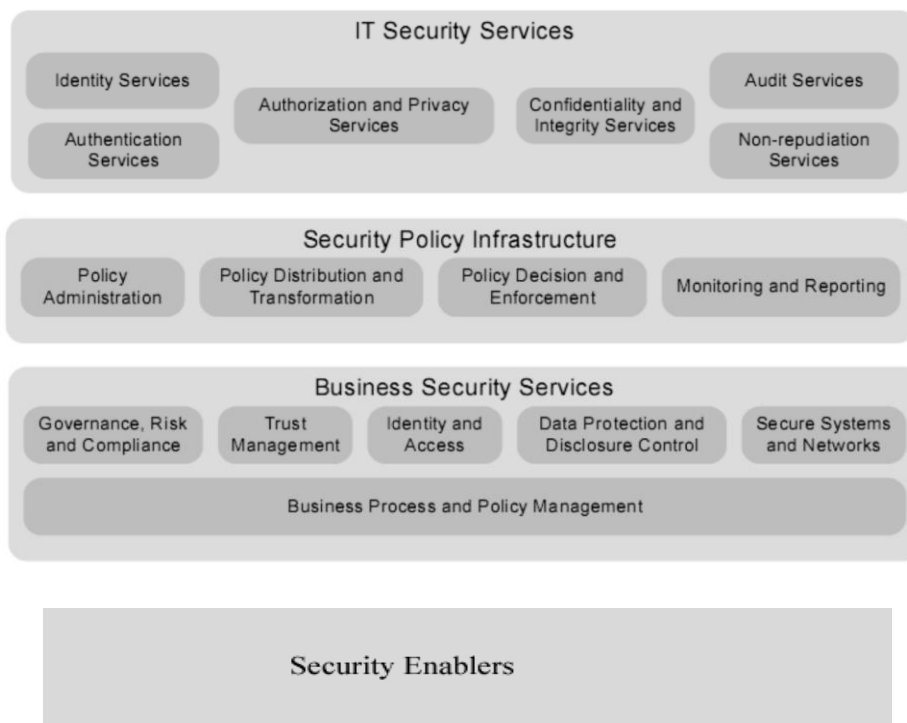 IT Security Services
Identity Services
Authentication
Services
Authorization and Privacy
Services
Confidentiality and
Integrity Services
Audit Services
Non-repudiation
Services
Security Policy Infrastructure
Policy
Administration
Policy Distribution and
Transformation
Policy Decision and
Enforcement
Monitoring and Reporting
Business Security Services
Governance, Risk
and Compliance
Trust
Management
Identity and
Access
Data Protection and
Disclosure Control
Secure Systems
and Networks
Business Process and Policy Management
Security Enablers